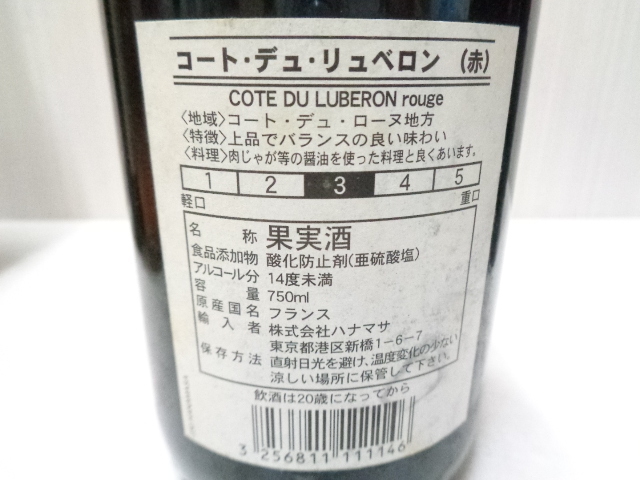 コート・デュ・リュベロン (赤)
COTE DU LUBERON rouge
〈地域〉コート・デュ・ローヌ地方
〈特徴〉上品でバランスの良い味わい
〈料理〉肉じゃが等の醤油を使った料理と良くあいます。
1 2 3 4 5
軽口 重口
名称 果実酒
食品添加物 酸化防止剤(亜硫酸塩)
アルコール分 14度未満
容量 750ml
原産国名 フランス
輸入者 株式会社ハナマサ
東京都港区新橋1-6-7
保存方法 直射日光を避け、温度変化の少ない
涼しい場所に保管して下さい。
飲酒は20歳になってから
3 256811 111146